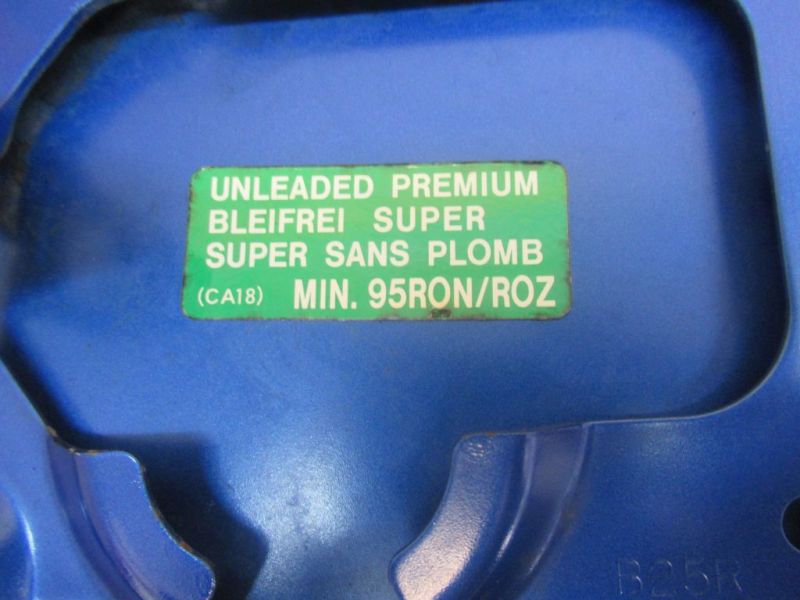 UNLEADED PREMIUM
BLEIFREI SUPER
SUPER SANS PLOMB
(CA18) MIN. 95RON/ROZ
B25R